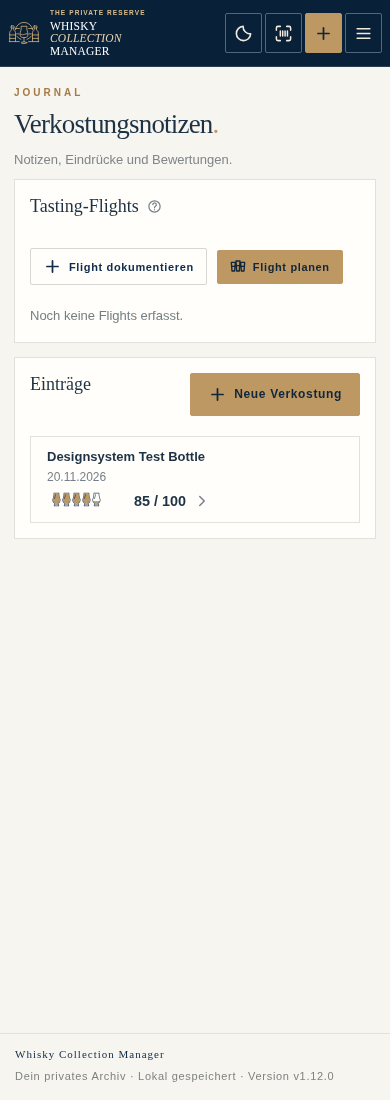 THE PRIVATE RESERVE
WHISKY
COLLECTION
MANAGER
JOURNAL
Verkostungsnotizen.
Notizen, Eindrücke und Bewertungen.
Tasting-Flights
Flight dokumentieren
Flight planen
Noch keine Flights erfasst.
Einträge
Neue Verkostung
Designsystem Test Bottle
20.11.2026
85 / 100
Whisky Collection Manager
Dein privates Archiv · Lokal gespeichert · Version v1.12.0